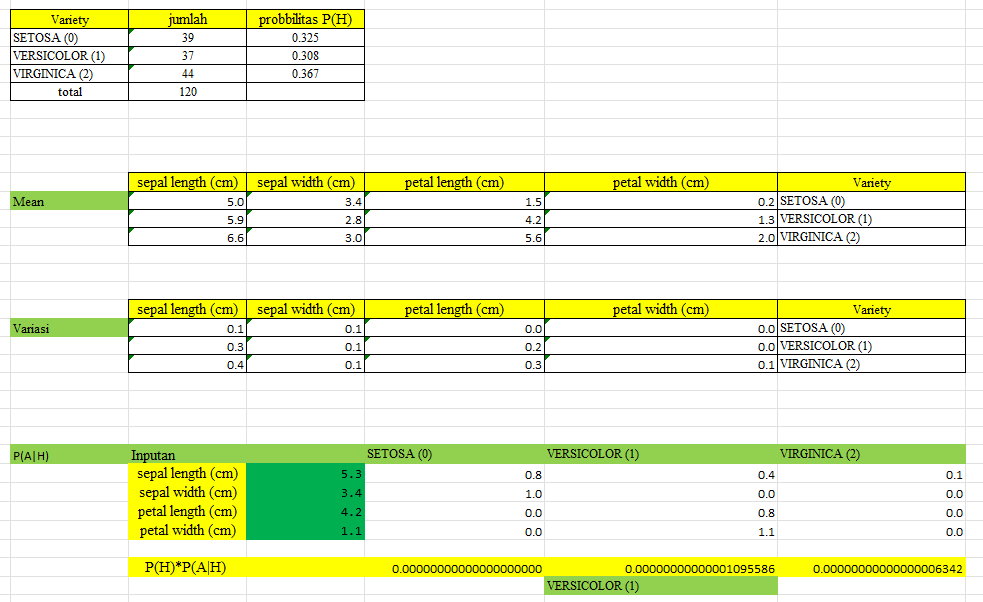 Variety jumlah probbilitas P(H)
SETOSA (0) 39 0.325
VERSICOLOR (1) 37 0.308
VIRGINICA (2) 44 0.367
total 120
sepal length (cm) sepal width (cm) petal length (cm) petal width (cm) Variety
Mean 5.0 3.4 1.5 0.2 SETOSA (0)
5.9 2.8 4.2 1.3 VERSICOLOR (1)
6.6 3.0 5.6 2.0 VIRGINICA (2)
sepal length (cm) sepal width (cm) petal length (cm) petal width (cm) Variety
Variasi 0.1 0.1 0.0 0.0 SETOSA (0)
0.3 0.1 0.2 0.0 VERSICOLOR (1)
0.4 0.1 0.3 0.1 VIRGINICA (2)
P(A|H) Inputan SETOSA (0) VERSICOLOR (1) VIRGINICA (2)
sepal length (cm) 5.3 0.8 0.4 0.1
sepal width (cm) 3.4 1.0 0.0 0.0
petal length (cm) 4.2 0.0 0.8 0.0
petal width (cm) 1.1 0.0 1.1 0.0
P(H)*P(A|H) 0.00000000000000000000 0.00000000000001095586 0.00000000000000006342
VERSICOLOR (1)